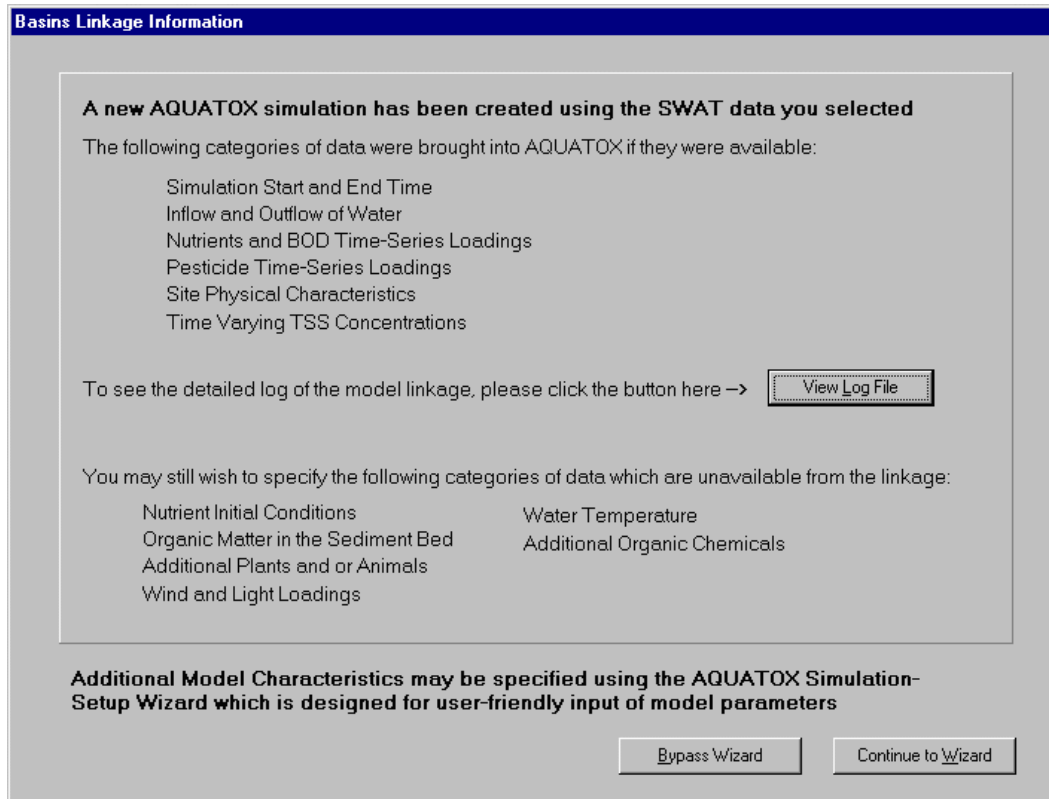 Basins Linkage Information
A new AQUATOX simulation has been created using the SWAT data you selected
The following categories of data were brought into AQUATOX if they were available:
Simulation Start and End Time
Inflow and Outflow of Water
Nutrients and BOD Time-Series Loadings
Pesticide Time-Series Loadings
Site Physical Characteristics
Time Varying TSS Concentrations
To see the detailed log of the model linkage, please click the button here -->
View Log File
You may still wish to specify the following categories of data which are unavailable from the linkage:
Nutrient Initial Conditions
Organic Matter in the Sediment Bed
Additional Plants and or Animals
Wind and Light Loadings
Water Temperature
Additional Organic Chemicals
Additional Model Characteristics may be specified using the AQUATOX Simulation-
Setup Wizard which is designed for user-friendly input of model parameters
Bypass Wizard
Continue to Wizard